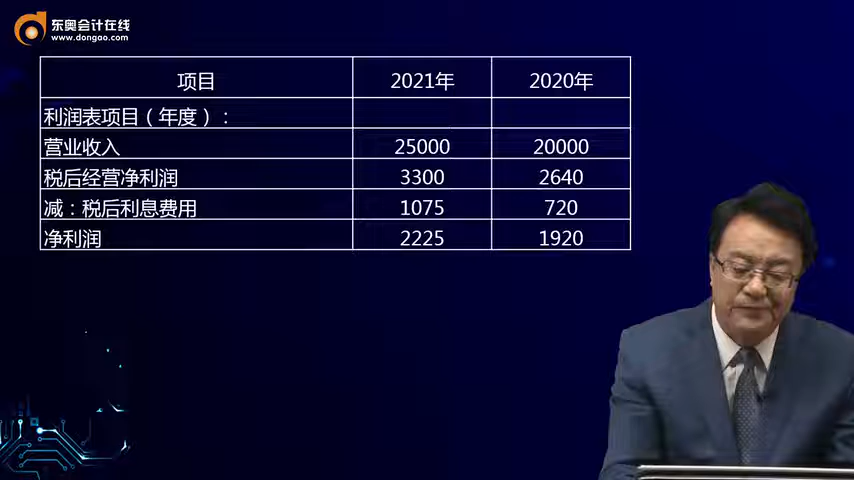 东奥会计在线
www.dongao.com
项目 2021年 2020年
利润表项目（年度）：
营业收入 25000 20000
税后经营净利润 3300 2640
减：税后利息费用 1075 720
净利润 2225 1920